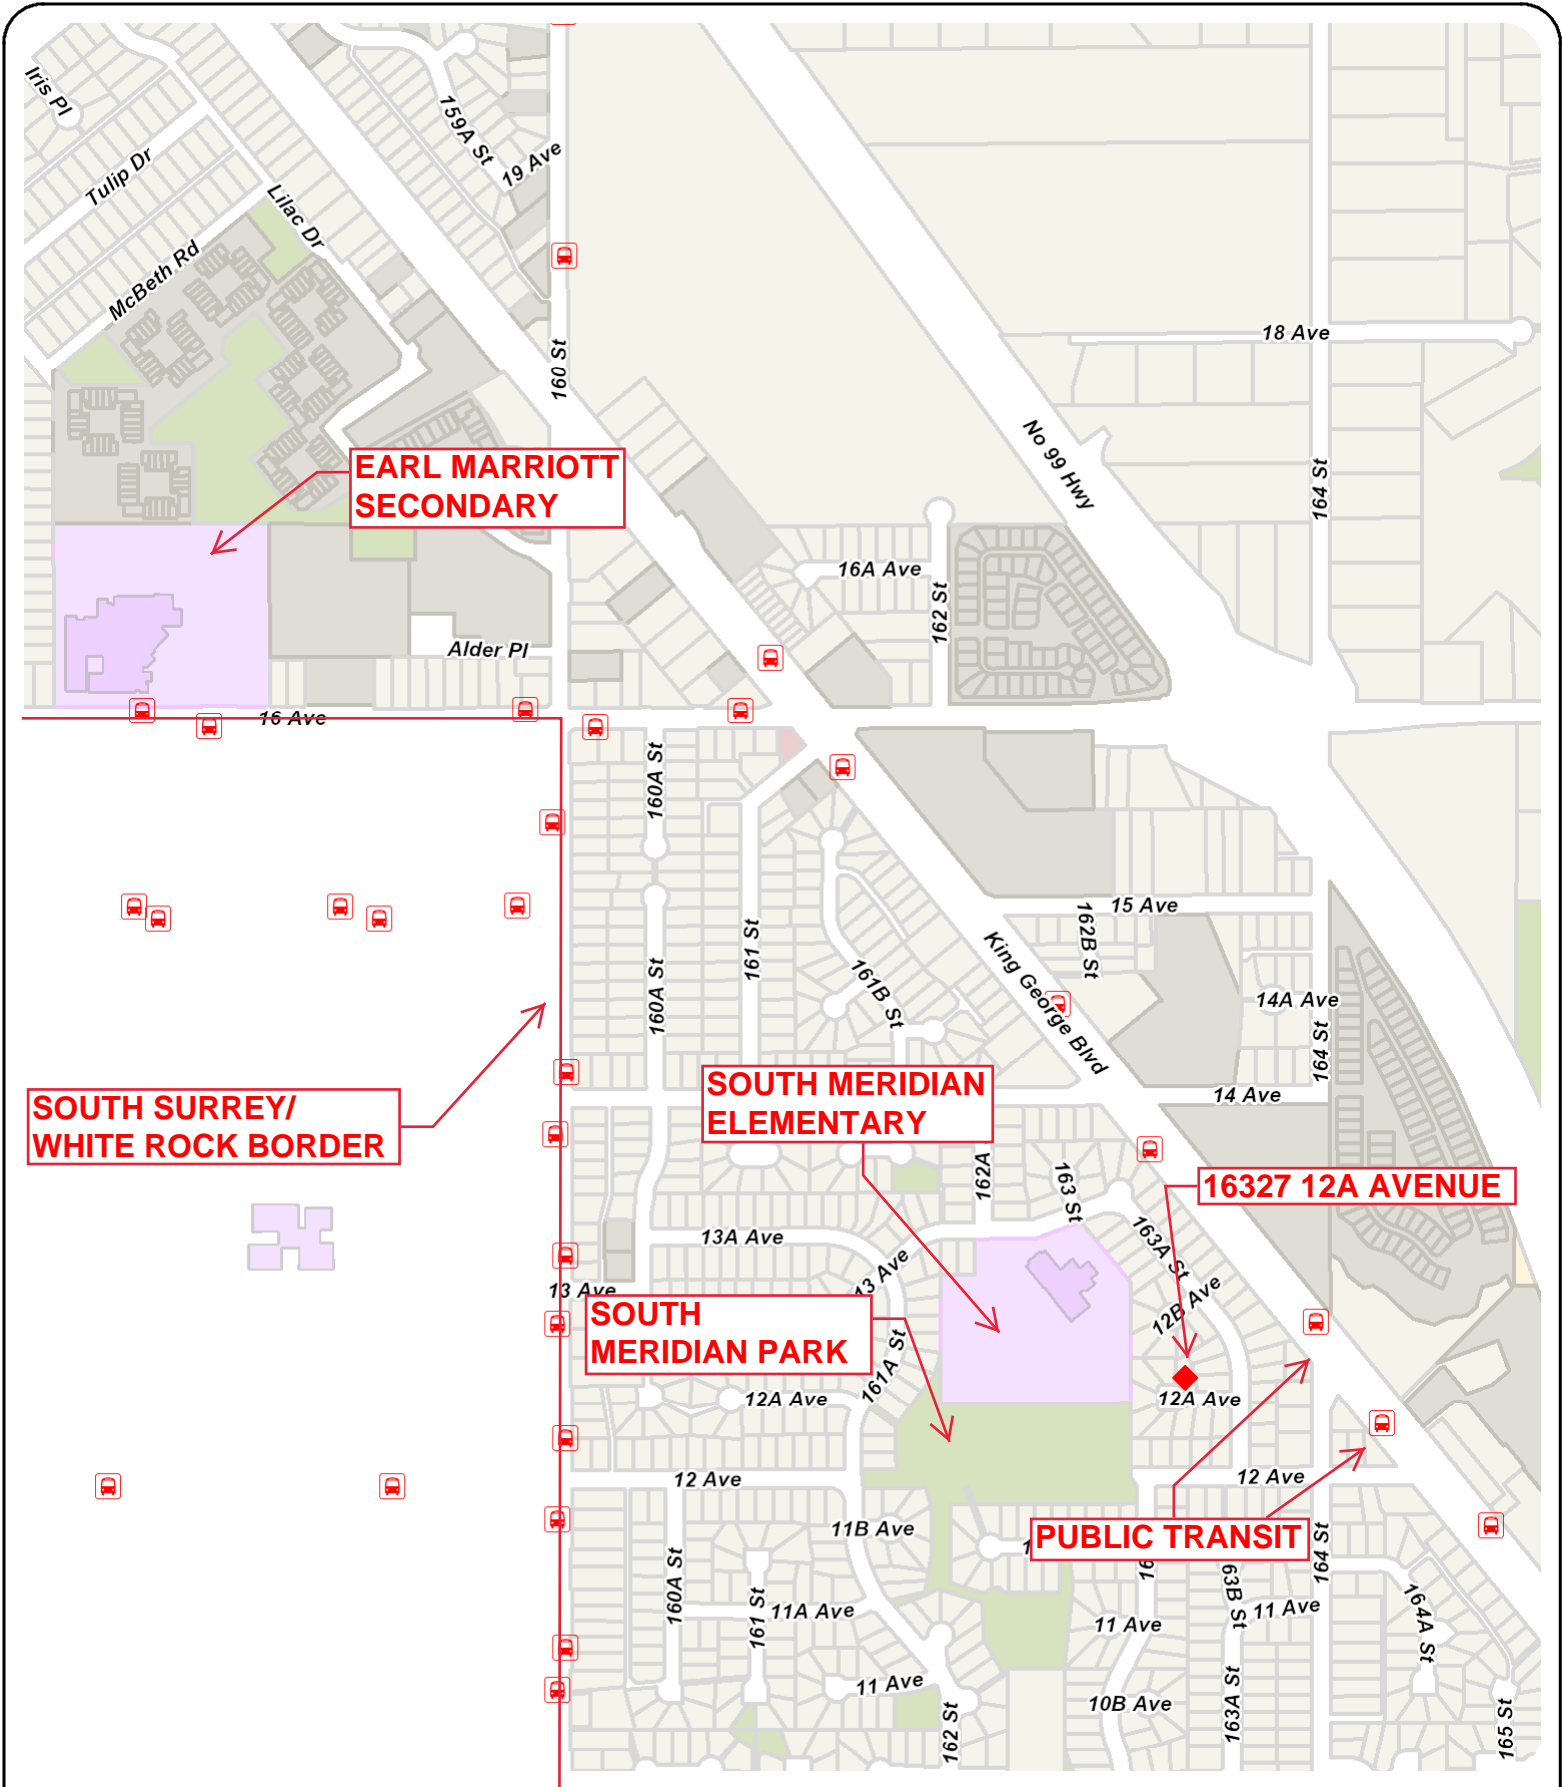 Iris Pl
159A St
19 Ave
Tulip Dr
Lilac Dr
McBeth Rd
160 St
18 Ave
No 99 Hwy
164 St
EARL MARRIOTT
SECONDARY
16A Ave
162 St
Alder Pl
16 Ave
160A St
15 Ave
162B St
161 St
160A St
161B St
King George Blvd
14A Ave
164 St
14 Ave
SOUTH SURREY/
WHITE ROCK BORDER
SOUTH MERIDIAN
ELEMENTARY
162A
163 St
16327 12A AVENUE
13A Ave
163A St
13 Ave
13 Ave
12B Ave
SOUTH
MERIDIAN PARK
161A St
12A Ave
12A Ave
12 Ave
12 Ave
11B Ave
PUBLIC TRANSIT
164 St
160A St
161 St
11A Ave
63B St
11 Ave
11 Ave
164A St
11 Ave
10B Ave
162 St
163A St
165 St